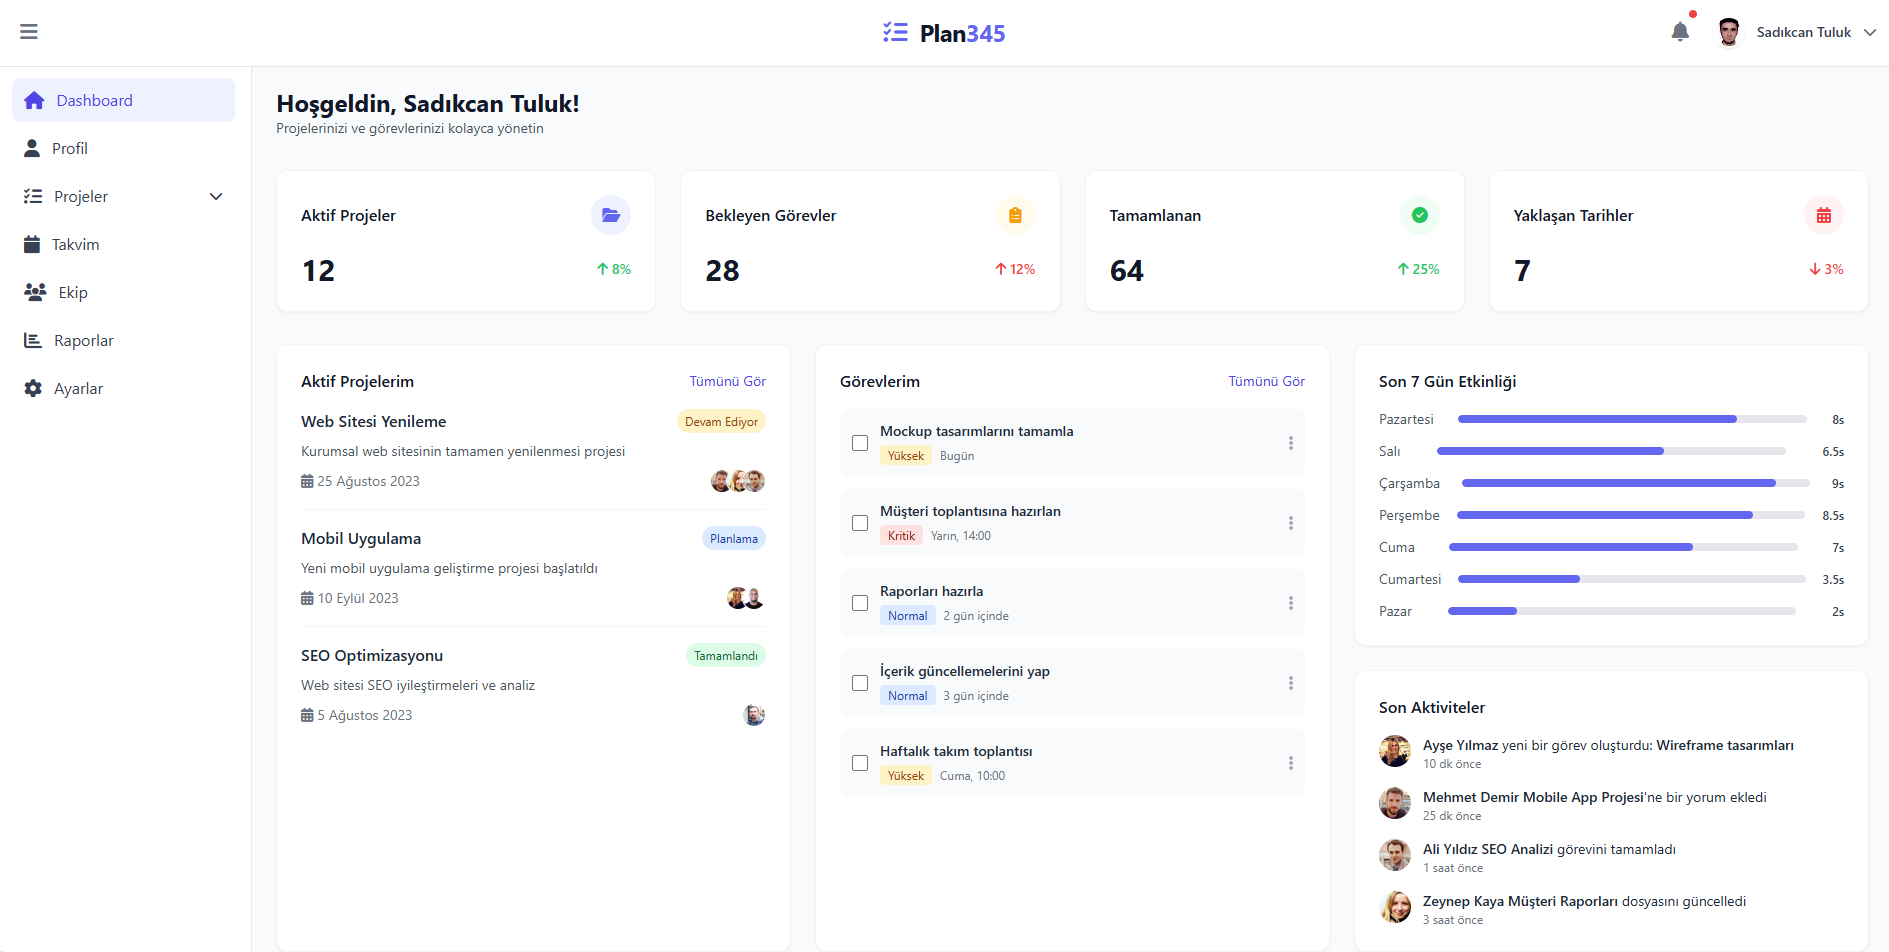 Plan345
Sadıkcan Tuluk
Dashboard
Profil
Projeler
Takvim
Ekip
Raporlar
Ayarlar
Hoşgeldin, Sadıkcan Tuluk!
Projelerinizi ve görevlerinizi kolayca yönetin
Aktif Projeler
12
8%
Bekleyen Görevler
28
12%
Tamamlanan
64
25%
Yaklaşan Tarihler
7
3%
Aktif Projelerim
Tümünü Gör
Web Sitesi Yenileme
Devam Ediyor
Kurumsal web sitesinin tamamen yenilenmesi projesi
25 Ağustos 2023
Mobil Uygulama
Planlama
Yeni mobil uygulama geliştirme projesi başlatıldı
10 Eylül 2023
SEO Optimizasyonu
Tamamlandı
Web sitesi SEO iyileştirmeleri ve analiz
5 Ağustos 2023
Görevlerim
Tümünü Gör
Mockup tasarımlarını tamamla
Yüksek Bugün
Müşteri toplantısına hazırlan
Kritik Yarın, 14:00
Raporları hazırla
Normal 2 gün içinde
İçerik güncellemelerini yap
Normal 3 gün içinde
Haftalık takım toplantısı
Yüksek Cuma, 10:00
Son 7 Gün Etkinliği
Pazartesi 8s
Salı 6.5s
Çarşamba 9s
Perşembe 8.5s
Cuma 7s
Cumartesi 3.5s
Pazar 2s
Son Aktiviteler
Ayşe Yılmaz yeni bir görev oluşturdu: Wireframe tasarımları
10 dk önce
Mehmet Demir Mobile App Projesi'ne bir yorum ekledi
25 dk önce
Ali Yıldız SEO Analizi görevini tamamladı
1 saat önce
Zeynep Kaya Müşteri Raporları dosyasını güncelledi
3 saat önce